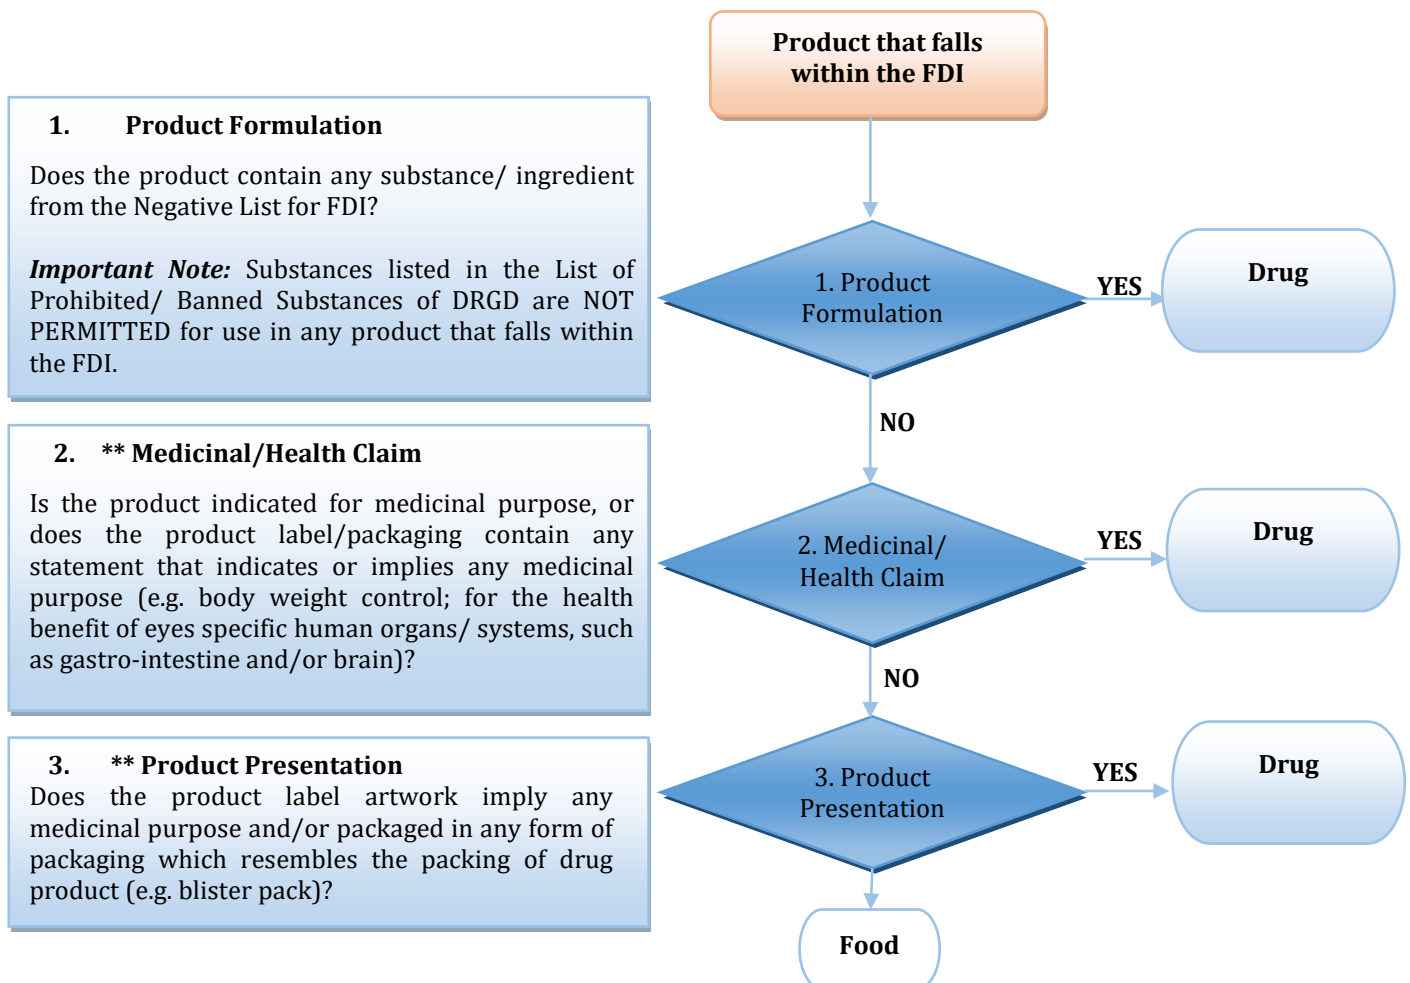 Product that falls
within the FDI
1. Product Formulation
Does the product contain any substance/ ingredient
from the Negative List for FDI?
Important Note: Substances listed in the List of
Prohibited/ Banned Substances of DRGD are NOT
PERMITTED for use in any product that falls within
the FDI.
1. Product
Formulation
YES
Drug
NO
2. ** Medicinal/Health Claim
Is the product indicated for medicinal purpose, or
does the product label/packaging contain any
statement that indicates or implies any medicinal
purpose (e.g. body weight control; for the health
benefit of eyes specific human organs/ systems, such
as gastro-intestine and/or brain)?
2. Medicinal/
Health Claim
YES
Drug
NO
3. ** Product Presentation
Does the product label artwork imply any
medicinal purpose and/or packaged in any form of
packaging which resembles the packing of drug
product (e.g. blister pack)?
3. Product
Presentation
YES
Drug
Food